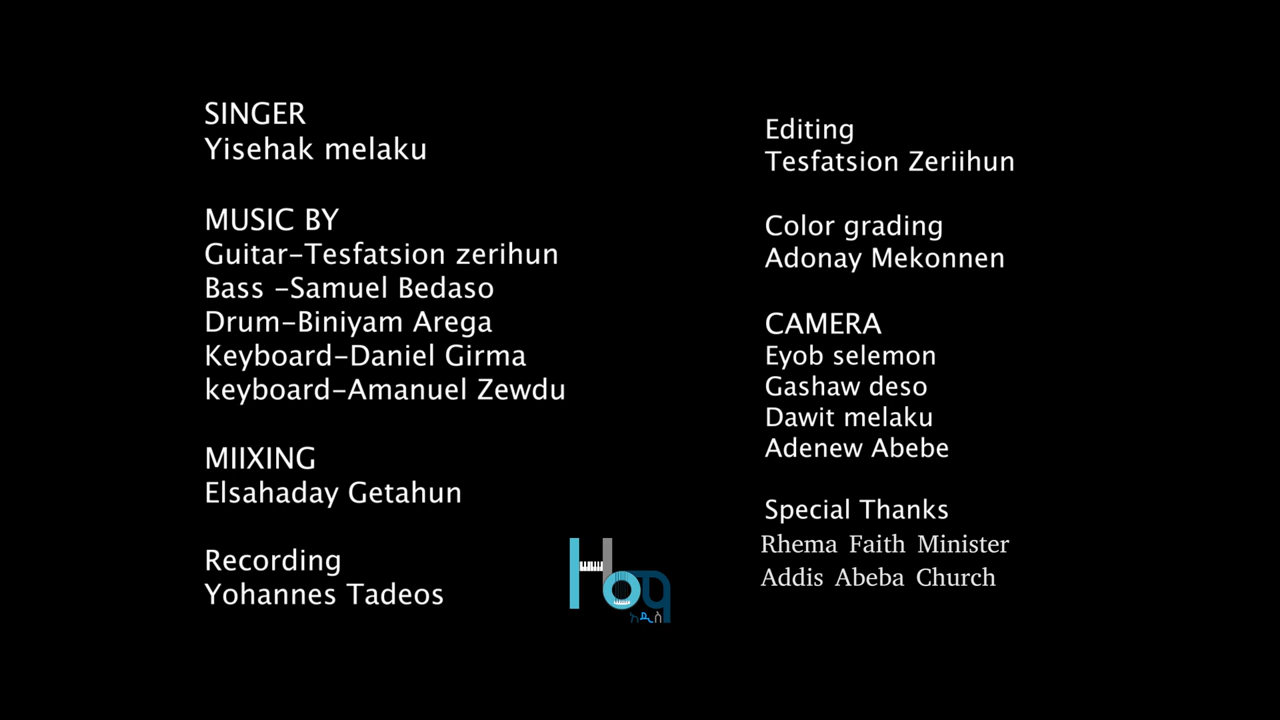 SINGER
Yisehak melaku
MUSIC BY
Guitar-Tesfatsion zerihun
Bass -Samuel Bedaso
Drum-Biniyam Arega
Keyboard-Daniel Girma
keyboard-Amanuel Zewdu
MIIXING
Elsahaday Getahun
Recording
Yohannes Tadeos
Editing
Tesfatsion Zeriihun
Color grading
Adonay Mekonnen
CAMERA
Eyob selemon
Gashaw deso
Dawit melaku
Adenew Abebe
Special Thanks
Rhema Faith Minister
Addis Abeba Church